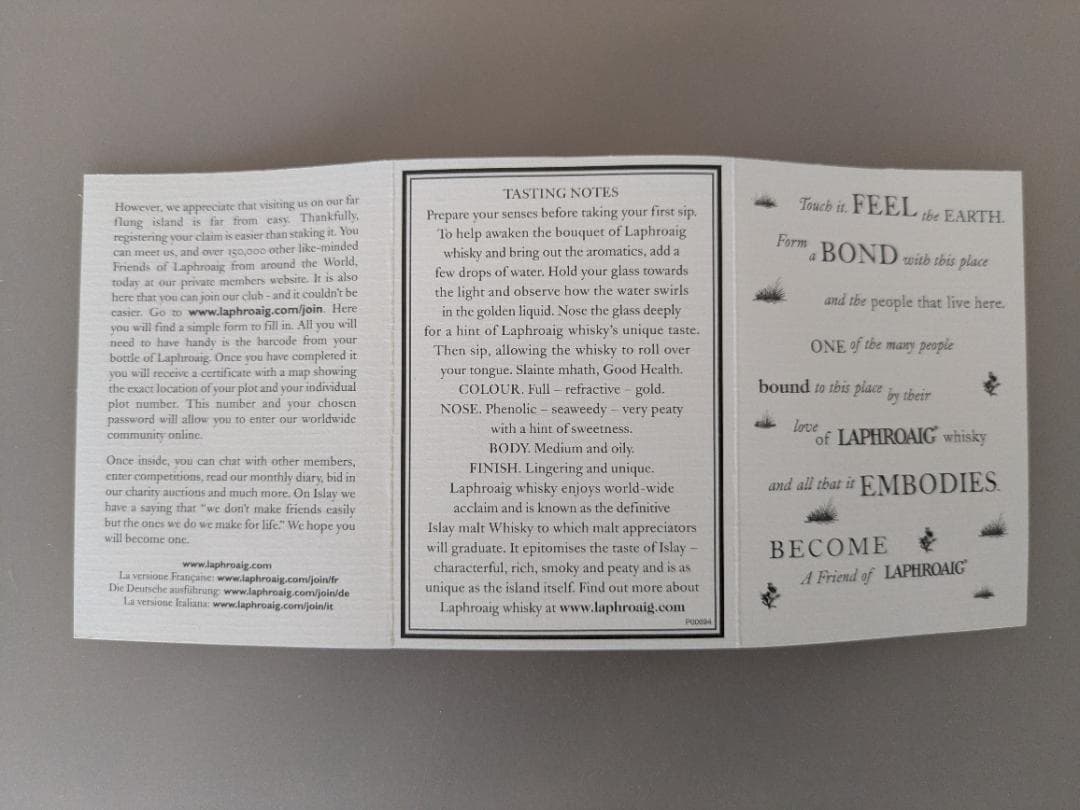 However, we appreciate that visiting us on our far
flung island is far from easy. Thankfully,
registering your claim is easier than staking it. You
can meet us, and over 150,000 other like-minded
Friends of Laphroaig from around the World,
today at our private members website. It is also
here that you can join our club - and it couldn't be
easier. Go to www.laphroaig.com/join. Here
you will find a simple form to fill in. All you will
need to have handy is the barcode from your
bottle of Laphroaig. Once you have completed it
you will receive a certificate with a map showing
the exact location of your plot and your individual
plot number. This number and your chosen
password will allow you to enter our worldwide
community online.
Once inside, you can chat with other members,
enter competitions, read our monthly diary, bid in
our charity auctions and much more. On Islay we
have a saying that "we don't make friends easily
but the ones we do we make for life." We hope you
will become one.
www.laphroaig.com
La versione Française: www.laphroaig.com/join/fr
Die Deutsche ausführung: www.laphroaig.com/join/de
La versione Italiana: www.laphroaig.com/join/it
TASTING NOTES
Prepare your senses before taking your first sip.
To help awaken the bouquet of Laphroaig
whisky and bring out the aromatics, add a
few drops of water. Hold your glass towards
the light and observe how the water swirls
in the golden liquid. Nose the glass deeply
for a hint of Laphroaig whisky's unique taste.
Then sip, allowing the whisky to roll over
your tongue. Slainte mhath, Good Health.
COLOUR. Full – refractive – gold.
NOSE. Phenolic – seaweedy – very peaty
with a hint of sweetness.
BODY. Medium and oily.
FINISH. Lingering and unique.
Laphroaig whisky enjoys world-wide
acclaim and is known as the definitive
Islay malt Whisky to which malt appreciators
will graduate. It epitomises the taste of Islay –
characterful, rich, smoky and peaty and is as
unique as the island itself. Find out more about
Laphroaig whisky at www.laphroaig.com
P00694
Touch it. FEEL the EARTH.
Form a BOND with this place
and the people that live here.
ONE of the many people
bound to this place by their
love of LAPHROAIG® whisky
and all that it EMBODIES.
BECOME
A Friend of LAPHROAIG®